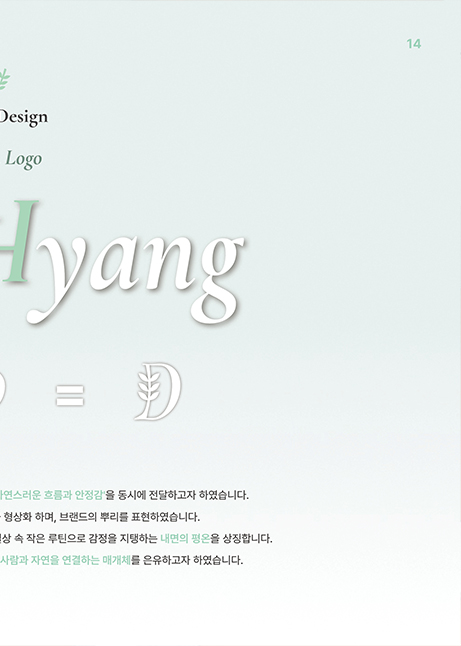 14
Design
Logo
Hyang
= D
자연스러운 흐름과 안정감'을 동시에 전달하고자 하였습니다.
형상화 하며, 브랜드의 뿌리를 표현하였습니다.
일상 속 작은 루틴으로 감정을 지탱하는 내면의 평온을 상징합니다.
사람과 자연을 연결하는 매개체를 은유하고자 하였습니다.